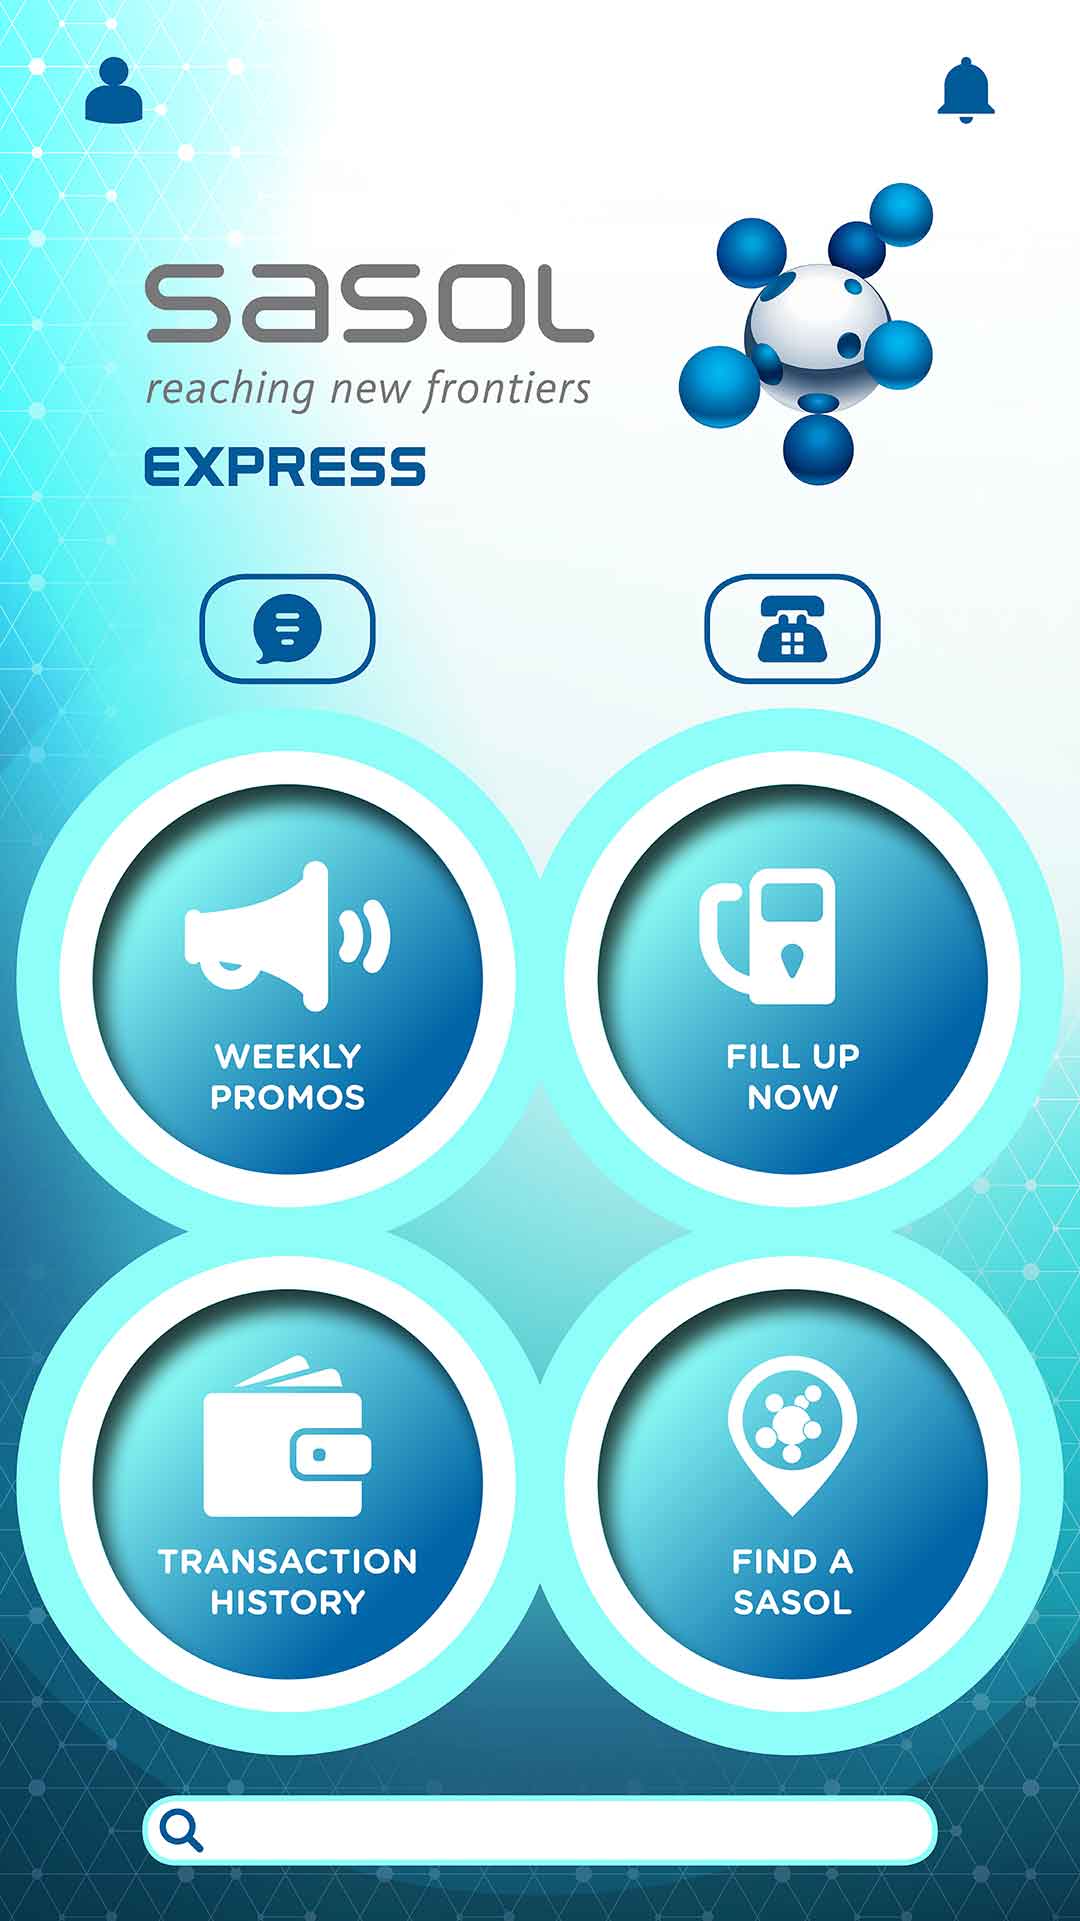 sasol
reaching new frontiers
EXPRESS
WEEKLY
PROMOS
FILL UP
NOW
TRANSACTION
HISTORY
FIND A
SASOL